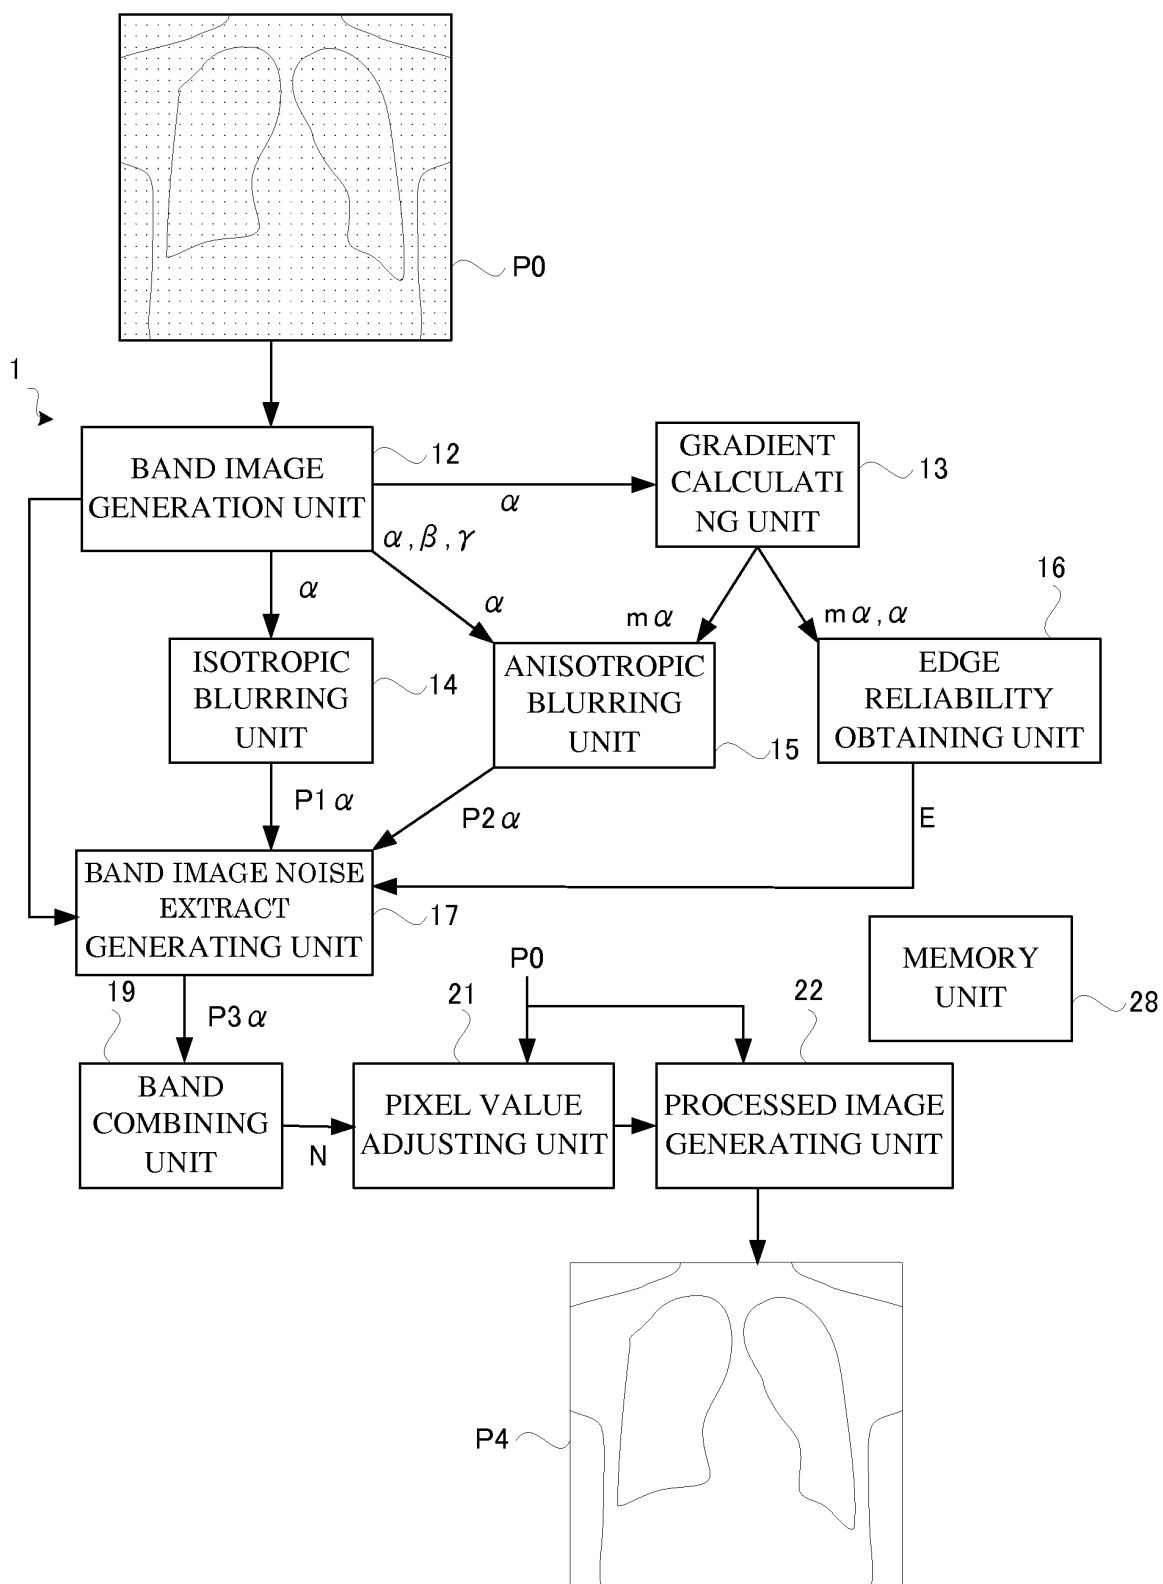 P0
1
BAND IMAGE
GENERATION UNIT
12
GRADIENT
CALCULATI
NG UNIT
13
α
α,β,γ
α
α
mα
mα,α
16
ISOTROPIC
BLURRING
UNIT
14
ANISOTROPIC
BLURRING
UNIT
15
EDGE
RELIABILITY
OBTAINING UNIT
P1α
P2α
E
BAND IMAGE NOISE
EXTRACT
GENERATING UNIT
17
MEMORY
UNIT
28
P0
19
P3α
21
22
BAND
COMBINING
UNIT
N
PIXEL VALUE
ADJUSTING UNIT
PROCESSED IMAGE
GENERATING UNIT
P4